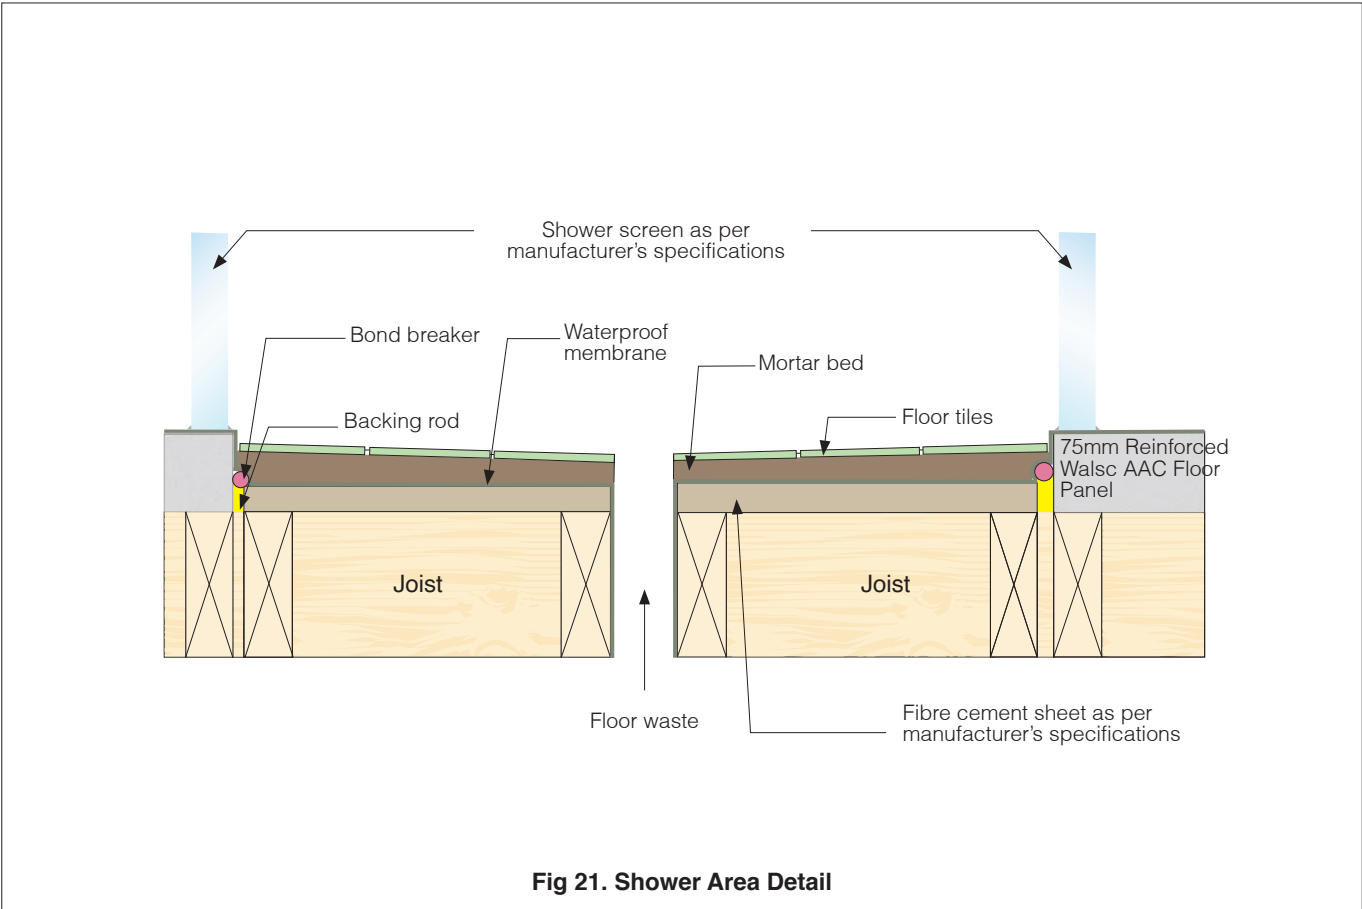 Shower screen as per
manufacturer’s specifications
Bond breaker
Waterproof
membrane
Mortar bed
Backing rod
Floor tiles
75mm Reinforced
Walsc AAC Floor
Panel
Joist
Joist
Floor waste
Fibre cement sheet as per
manufacturer’s specifications
Fig 21. Shower Area Detail